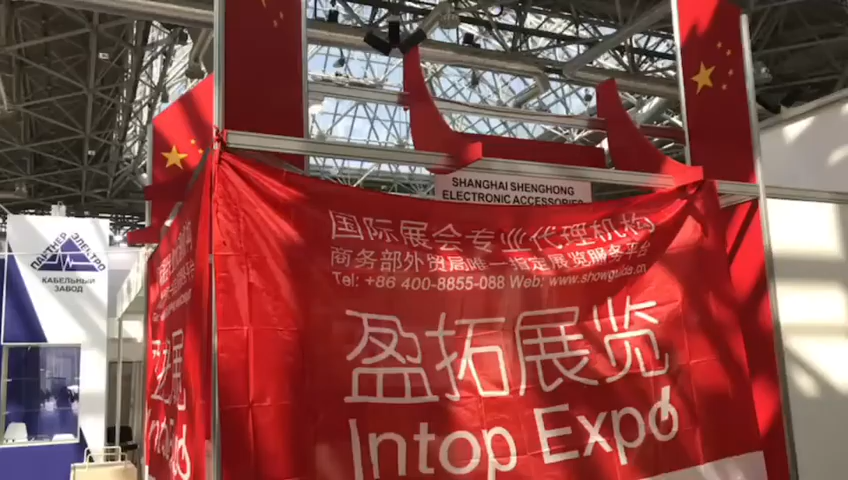 SHANGHAI SHENGHONG
ELECTRONIC ACCESSORIES
国际展会专业代理机构
商务部外贸局唯一指定展览服务平台
Tel: +86 400-8855-088 Web: www.showguide.cn
盈拓展览
Intop Expo
ПАРТНЕР ЭЛЕКТРО
КАБЕЛЬНЫЙ
ЗАВОД